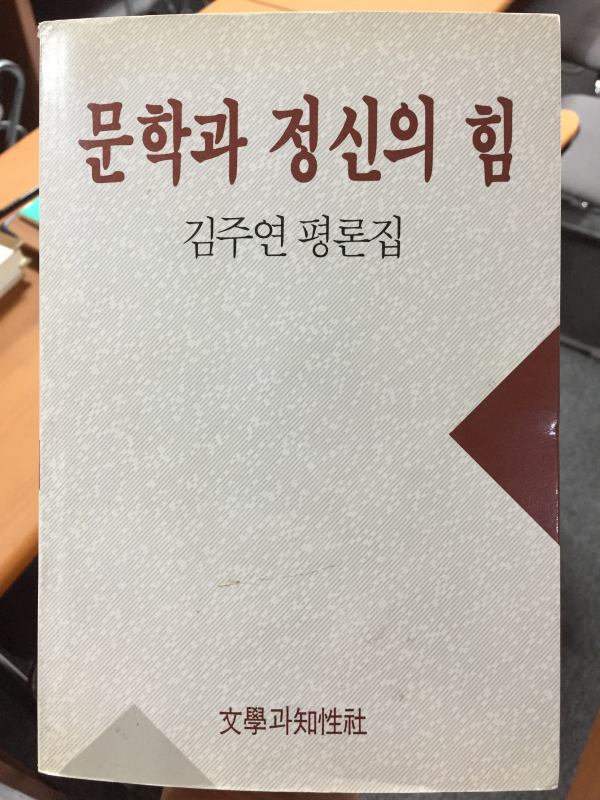 문학과 정신의 힘
김주연 평론집
文學과知性社